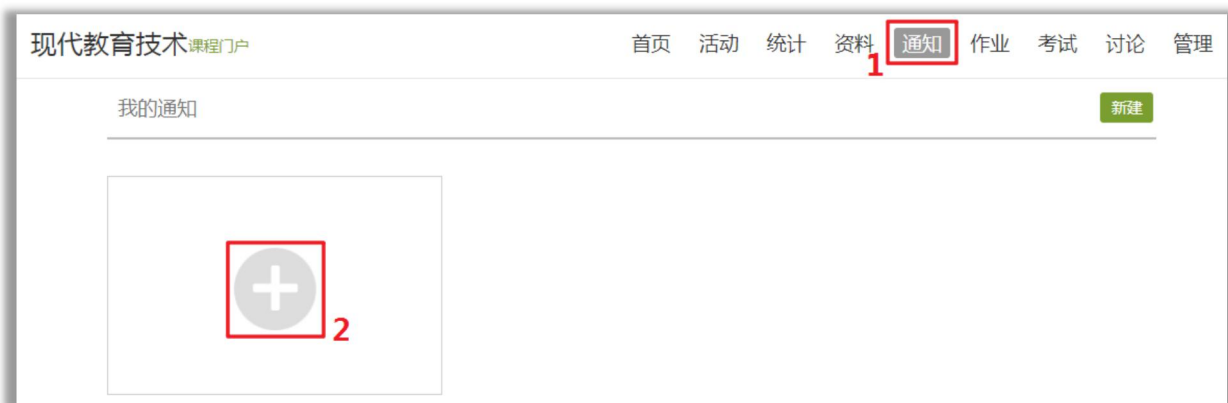 现代教育技术课程门户 首页 活动 统计 资料 通知 作业 考试 讨论 管理
1
我的通知 新建
2